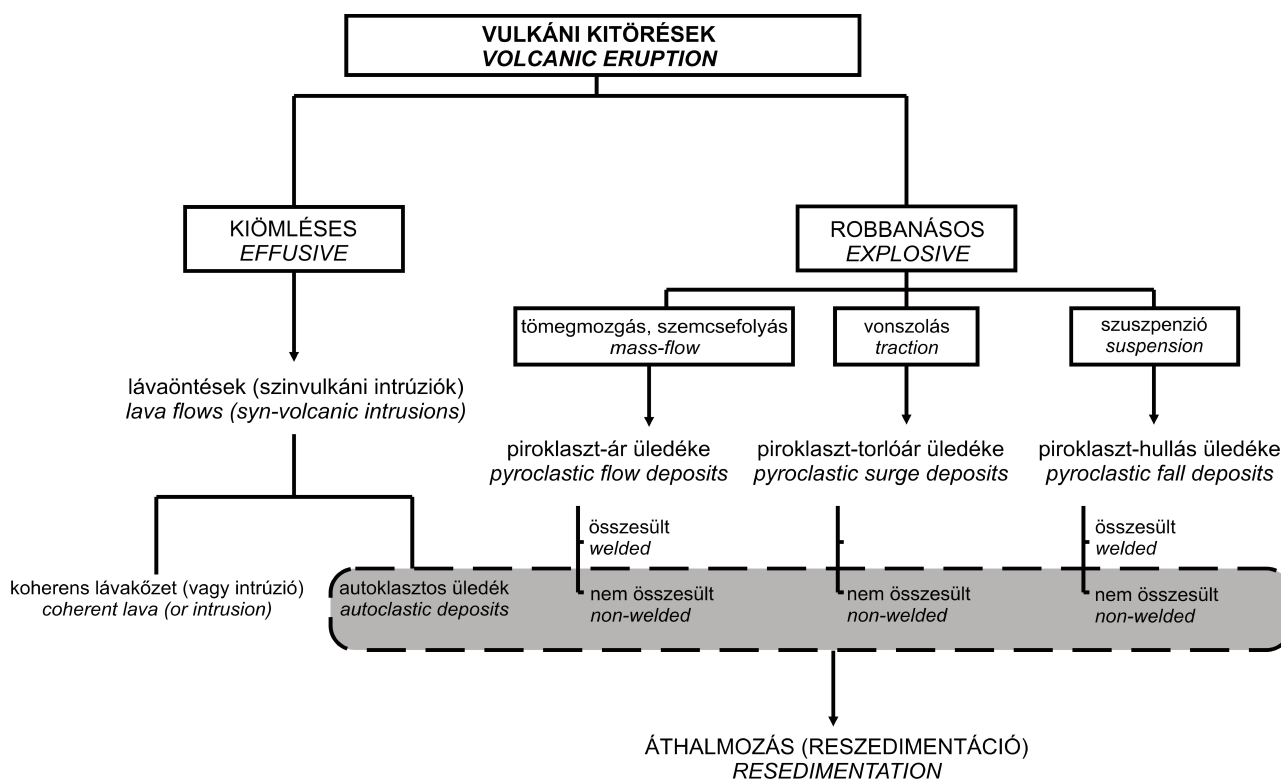 VULKÁNI KITÖRÉSEK
VOLCANIC ERUPTION
KIÖMLÉSES
EFFUSIVE
ROBBANÁSOS
EXPLOSIVE
tömegmozgás, szemcsefolyás
mass-flow
vonszolás
traction
szuszpenzió
suspension
lávaöntések (szinvulkáni intrúziók)
lava flows (syn-volcanic intrusions)
piroklaszt-ár üledéke
pyroclastic flow deposits
piroklaszt-torlóár üledéke
pyroclastic surge deposits
piroklaszt-hullás üledéke
pyroclastic fall deposits
összesült
welded
összesült
welded
koherens lávakőzet (vagy intrúzió)
coherent lava (or intrusion)
autoklasztos üledék
autoclastic deposits
nem összesült
non-welded
nem összesült
non-welded
nem összesült
non-welded
ÁTHALMOZÁS (RESZEDIMENTÁCIÓ)
RESEDIMENTATION